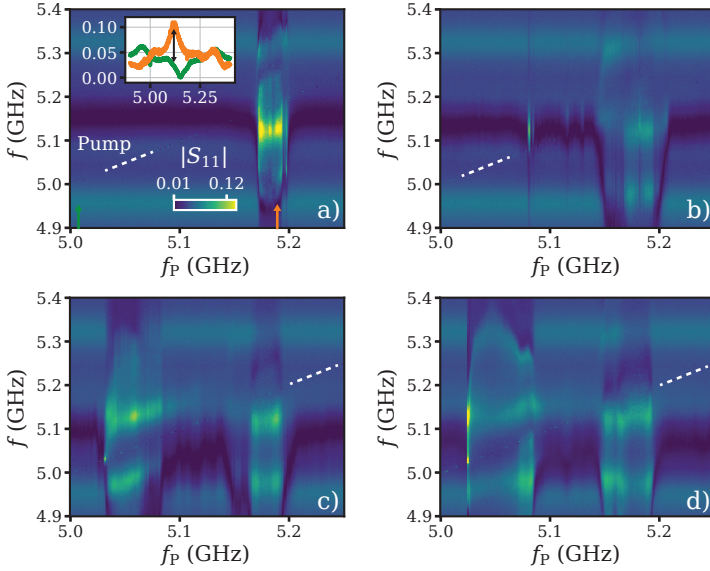 0.10
0.05
0.00
5.00 5.25
Pump
|S11|
0.01 0.12
a)
f (GHz)
5.4
5.3
5.2
5.1
5.0
4.9
5.0 5.1 5.2
fP (GHz)
b)
f (GHz)
5.4
5.3
5.2
5.1
5.0
4.9
5.0 5.1 5.2
fP (GHz)
c)
f (GHz)
5.4
5.3
5.2
5.1
5.0
4.9
5.0 5.1 5.2
fP (GHz)
d)
f (GHz)
5.4
5.3
5.2
5.1
5.0
4.9
5.0 5.1 5.2
fP (GHz)